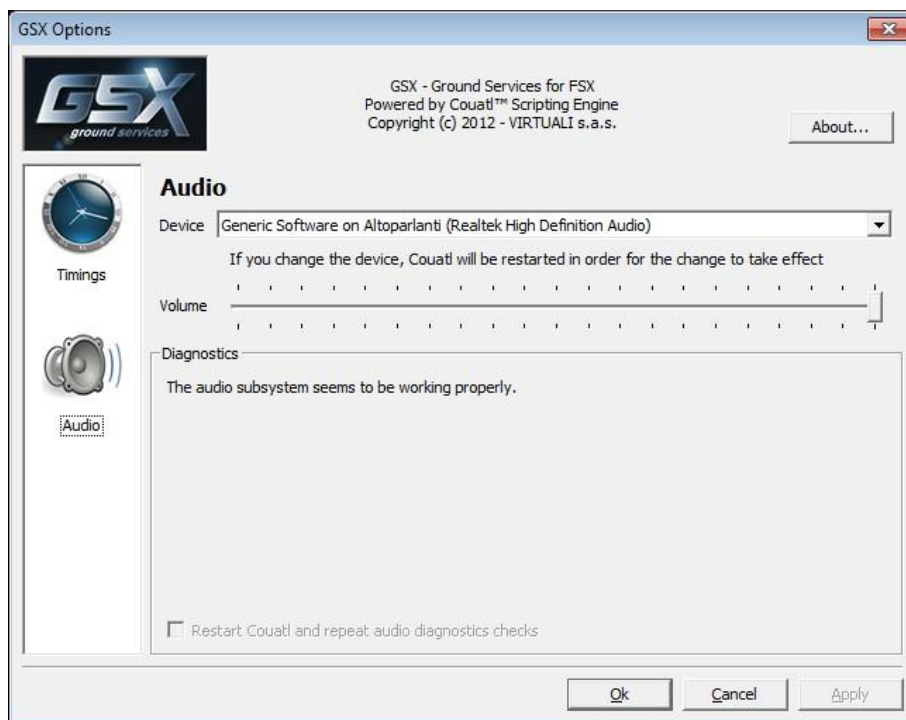 GSX Options
GSX
ground services
GSX - Ground Services for FSX
Powered by Couatl™ Scripting Engine
Copyright (c) 2012 - VIRTUALI s.a.s.
About...
Timings
Audio
Audio
Device
Generic Software on Altoparlanti (Realtek High Definition Audio)
If you change the device, Couatl will be restarted in order for the change to take effect
Volume
Diagnostics
The audio subsystem seems to be working properly.
Restart Couatl and repeat audio diagnostics checks
Ok
Cancel
Apply